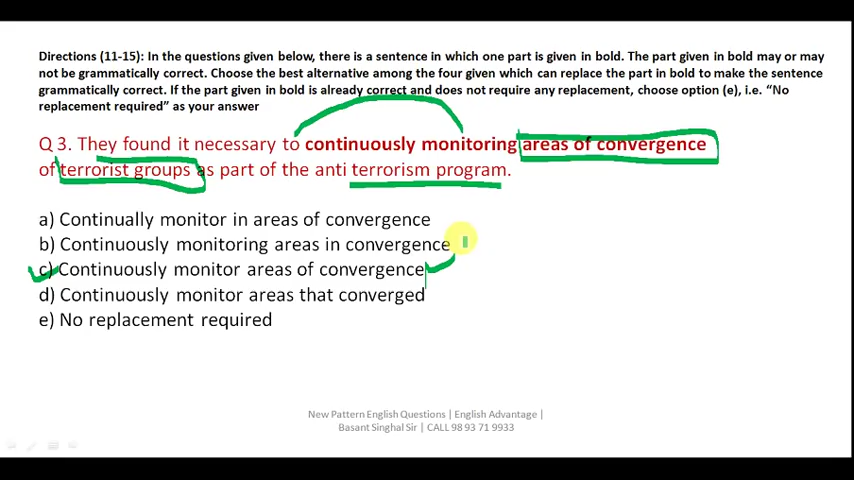 Directions (11-15): In the questions given below, there is a sentence in which one part is given in bold. The part given in bold may or may
not be grammatically correct. Choose the best alternative among the four given which can replace the part in bold to make the sentence
grammatically correct. If the part given in bold is already correct and does not require any replacement, choose option (e), i.e. “No
replacement required” as your answer
Q 3. They found it necessary to continuously monitoring areas of convergence
of terrorist groups as part of the anti terrorism program.
a) Continually monitor in areas of convergence
b) Continuously monitoring areas in convergence
c) Continuously monitor areas of convergence
d) Continuously monitor areas that converged
e) No replacement required
New Pattern English Questions | English Advantage |
Basant Singhal Sir | CALL 98 93 71 9933